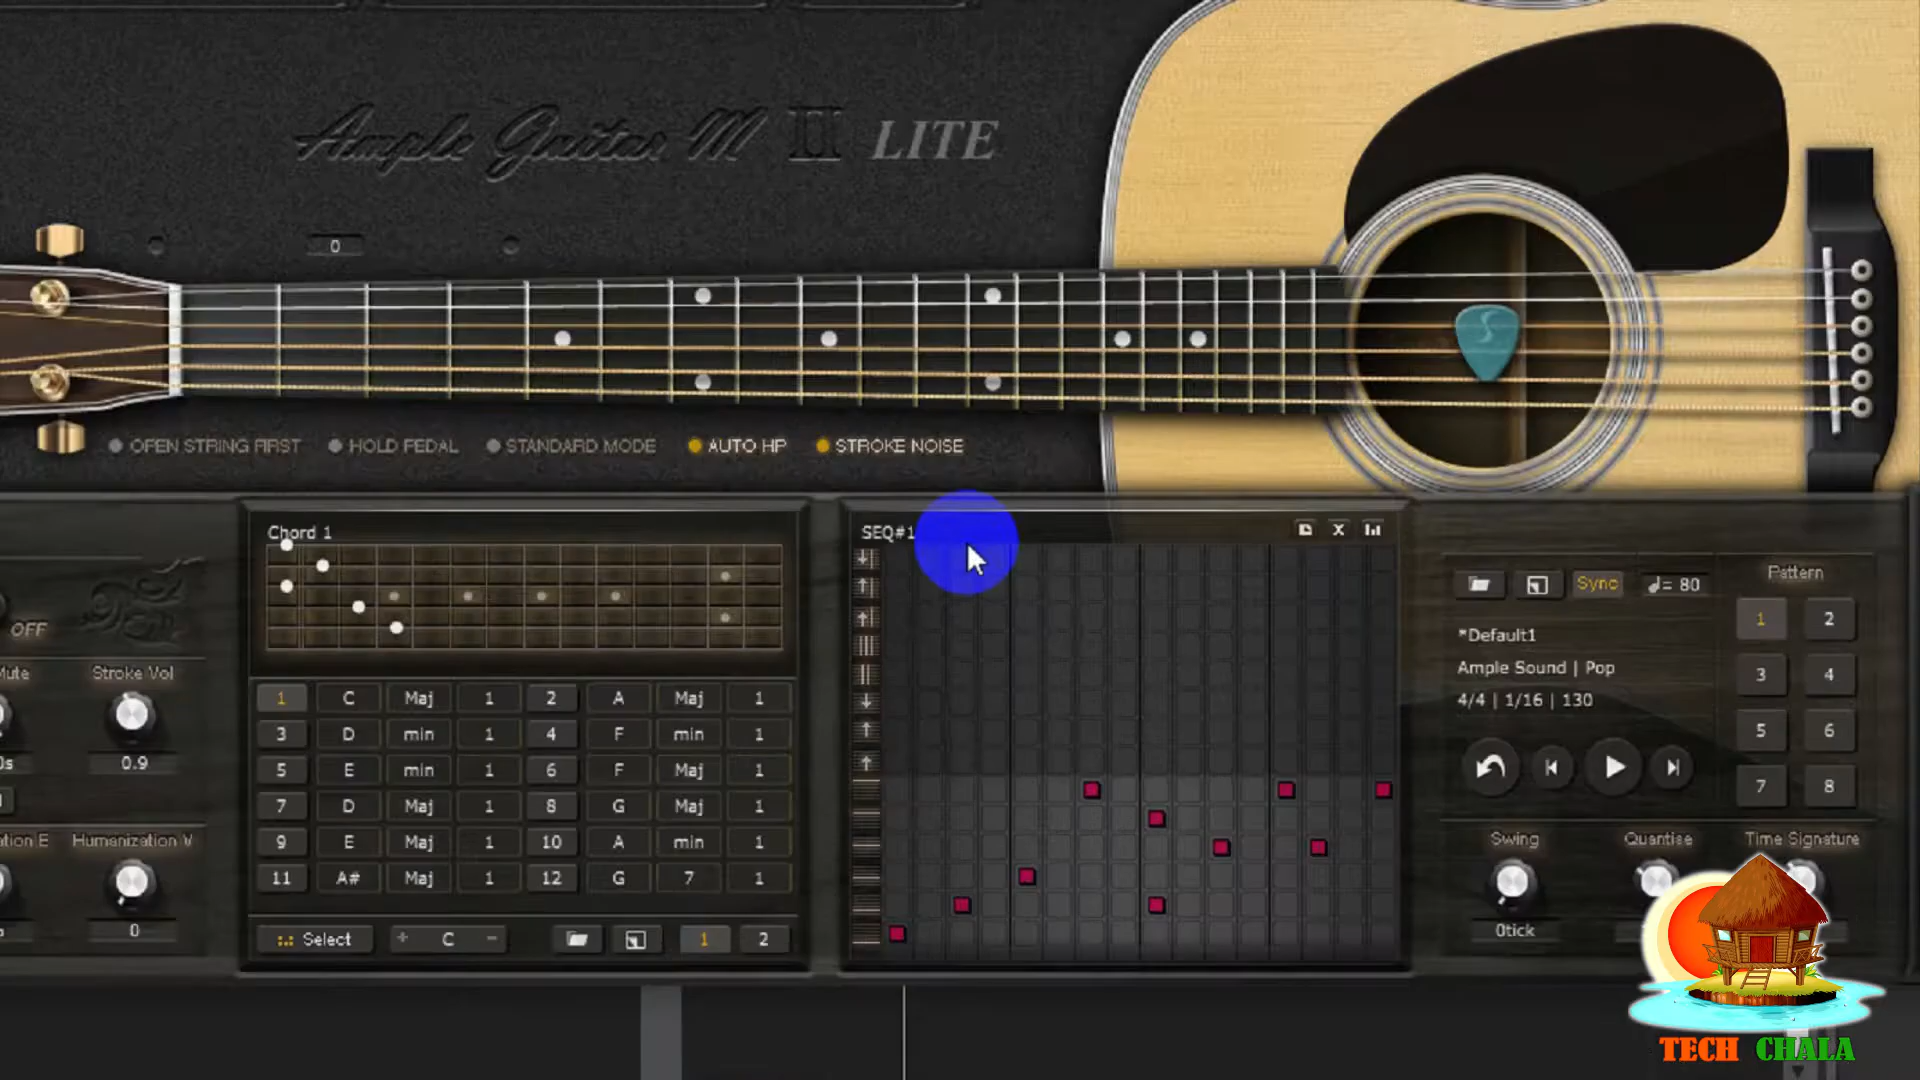 Ample Guitar M II LITE
0
OPEN STRING FIRST HOLD PEDAL STANDARD MODE AUTO HP STROKE NOISE
Chord 1
SEQ#1
X
Sync = 80
Pattern
1 2
3 4
5 6
7 8
*Default1
Ample Sound | Pop
4/4 | 1/16 | 130
OFF
Mute Stroke Vol
0.9
Humanization V
0
1 C Maj 1 2 A Maj 1
3 D min 1 4 F min 1
5 E min 1 6 F Maj 1
7 D Maj 1 8 G Maj 1
9 E Maj 1 10 A min 1
11 A# Maj 1 12 G 7 1
Select + C − 1 2
Swing Quantise Time Signature
0tick
TECH CHALA